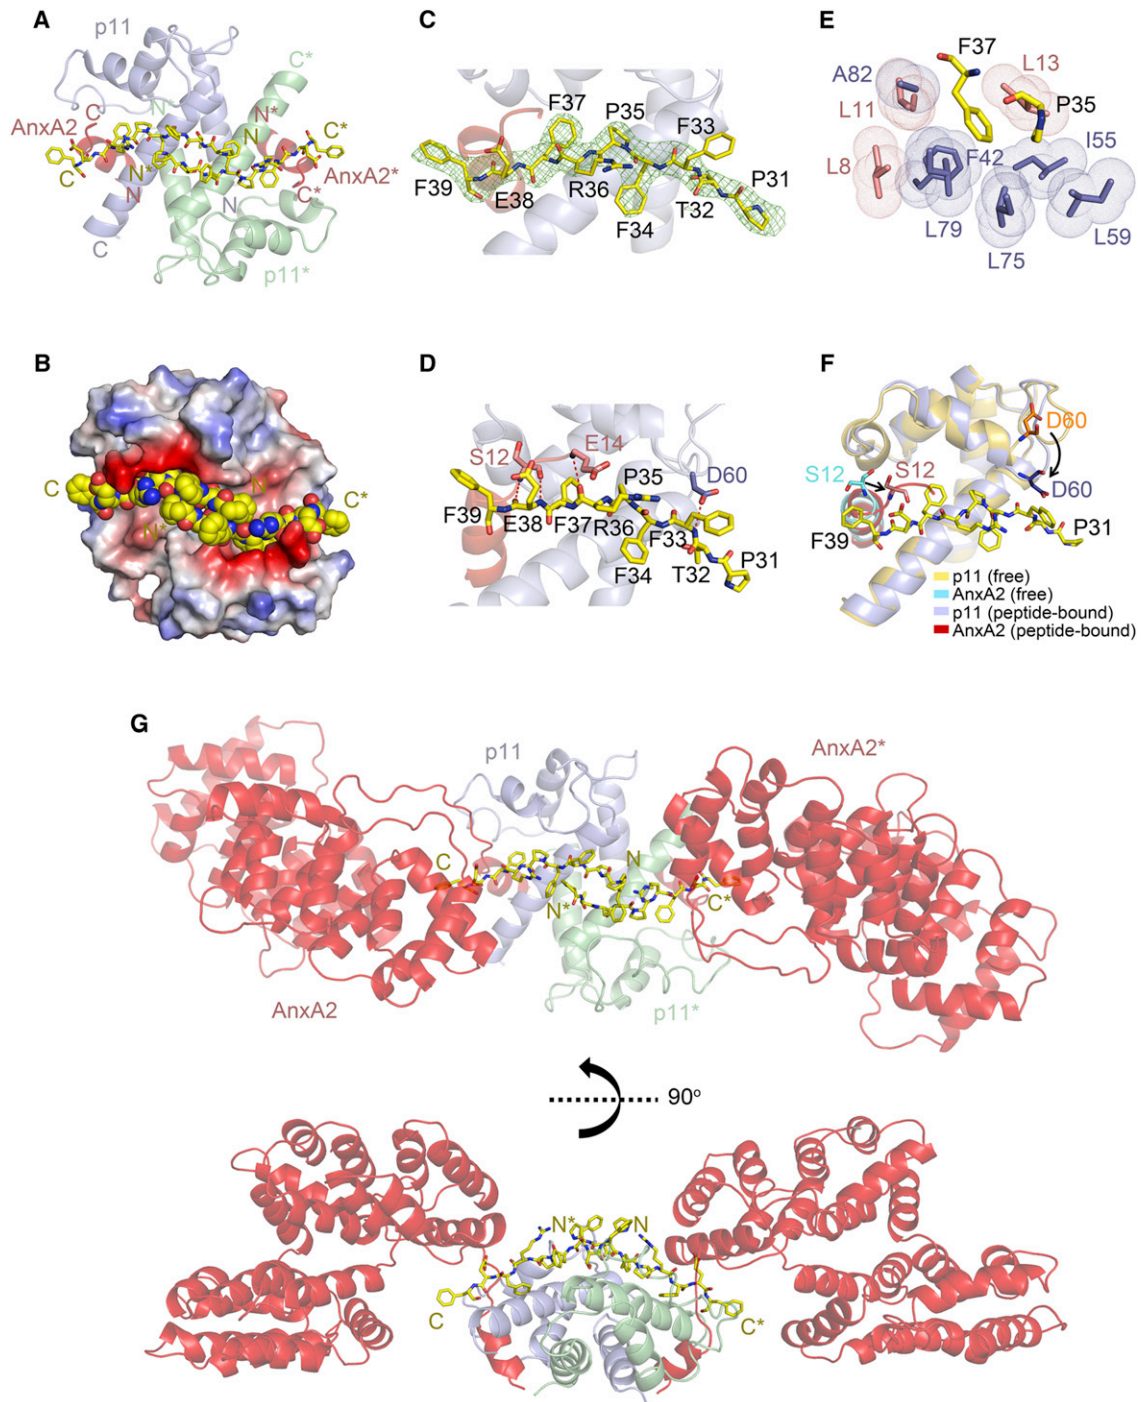 A
p11
C*
N
N*
AnxA2
C
N
C*
C
N*
AnxA2*
N
C*
N
C
p11*
C
F37
P35
F33
F39
E38
R36
F34
T32
P31
E
F37
A82
L13
L11
P35
L8
F42
I55
L79
L59
L75
B
C
N
C*
N*
D
S12
E14
P35
D60
F39
E38
F37
R36
F33
F34
T32
P31
F
D60
S12
S12
D60
F39
P31
p11 (free)
AnxA2 (free)
p11 (peptide-bound)
AnxA2 (peptide-bound)
G
p11
AnxA2*
C
N
N*
C*
AnxA2
p11*
90°
N*
N
C
C*